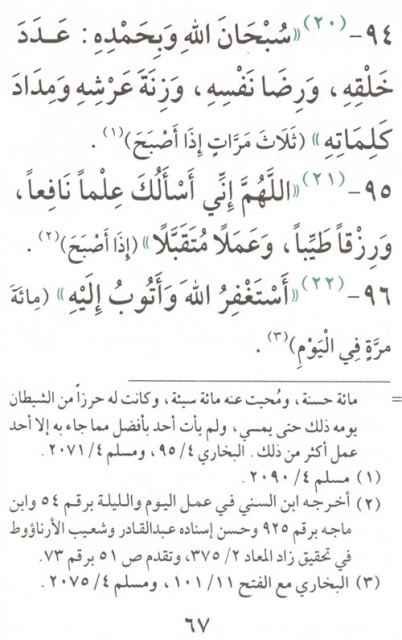 ٩٤-(٢٠) «سُبْحَانَ اللهِ وَبِحَمْدِهِ: عَدَدَ
خَلْقِهِ، وَرِضَا نَفْسِهِ، وَزِنَةَ عَرْشِهِ وَمِدَادَ
كَلِمَاتِهِ» (ثَلَاثَ مَرَّاتٍ إِذَا أَصْبَحَ)(١).
٩٥-(٢١) «اللَّهُمَّ إِنِّي أَسْأَلُكَ عِلْماً نَافِعاً،
وَرِزْقاً طَيِّباً، وَعَمَلًا مُتَقَبَّلًا» (إِذَا أَصْبَحَ)(٢).
٩٦-(٢٢) «أَسْتَغْفِرُ اللهَ وَأَتُوبُ إِلَيْهِ» (مِائَةَ
مَرَّةٍ فِي الْيَوْمِ)(٣).
= مائة حسنة، ومُحيت عنه مائة سيئة، وكانت له حرزاً من الشيطان
يومه ذلك حتى يمسي، ولم يأت أحد بأفضل مما جاء به إلا أحد
عمل أكثر من ذلك. البخاري ٤/ ٩٥، ومسلم ٤/ ٢٠٧١.
(١) مسلم ٤/ ٢٠٩٠.
(٢) أخرجه ابن السني في عمل اليوم والليلة برقم ٥٤ وابن
ماجه برقم ٩٢٥ وحسن إسناده عبدالقادر وشعيب الأرناؤوط
في تحقيق زاد المعاد ٢/ ٣٧٥، وتقدم ص ٥١ برقم ٧٣.
(٣) البخاري مع الفتح ١١/ ١٠١، ومسلم ٤/ ٢٠٧٥.
٦٧